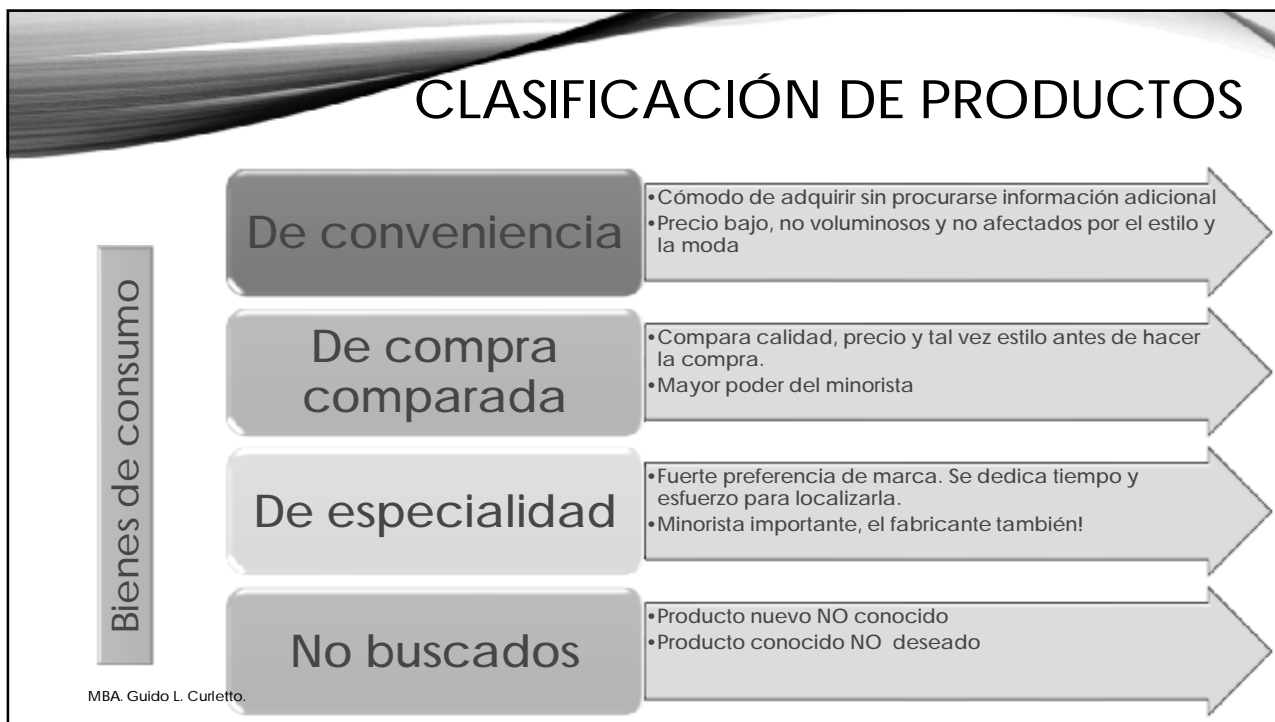 CLASIFICACIÓN DE PRODUCTOS
Bienes de consumo
De conveniencia
•Cómodo de adquirir sin procurarse información adicional
•Precio bajo, no voluminosos y no afectados por el estilo y
la moda
De compra
comparada
•Compara calidad, precio y tal vez estilo antes de hacer
la compra.
•Mayor poder del minorista
De especialidad
•Fuerte preferencia de marca. Se dedica tiempo y
esfuerzo para localizarla.
•Minorista importante, el fabricante también!
No buscados
•Producto nuevo NO conocido
•Producto conocido NO deseado
MBA. Guido L. Curletto.